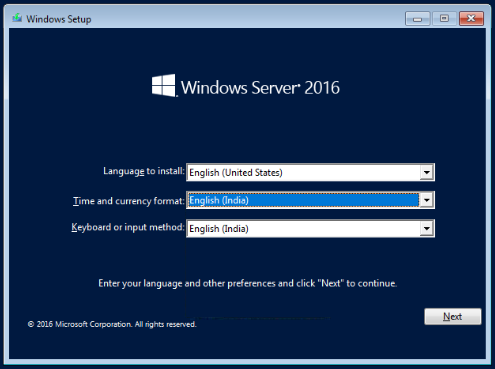 Windows Setup
Windows Server® 2016
Language to install: English (United States)
Time and currency format: English (India)
Keyboard or input method: English (India)
Enter your language and other preferences and click "Next" to continue.
Next
© 2016 Microsoft Corporation. All rights reserved.